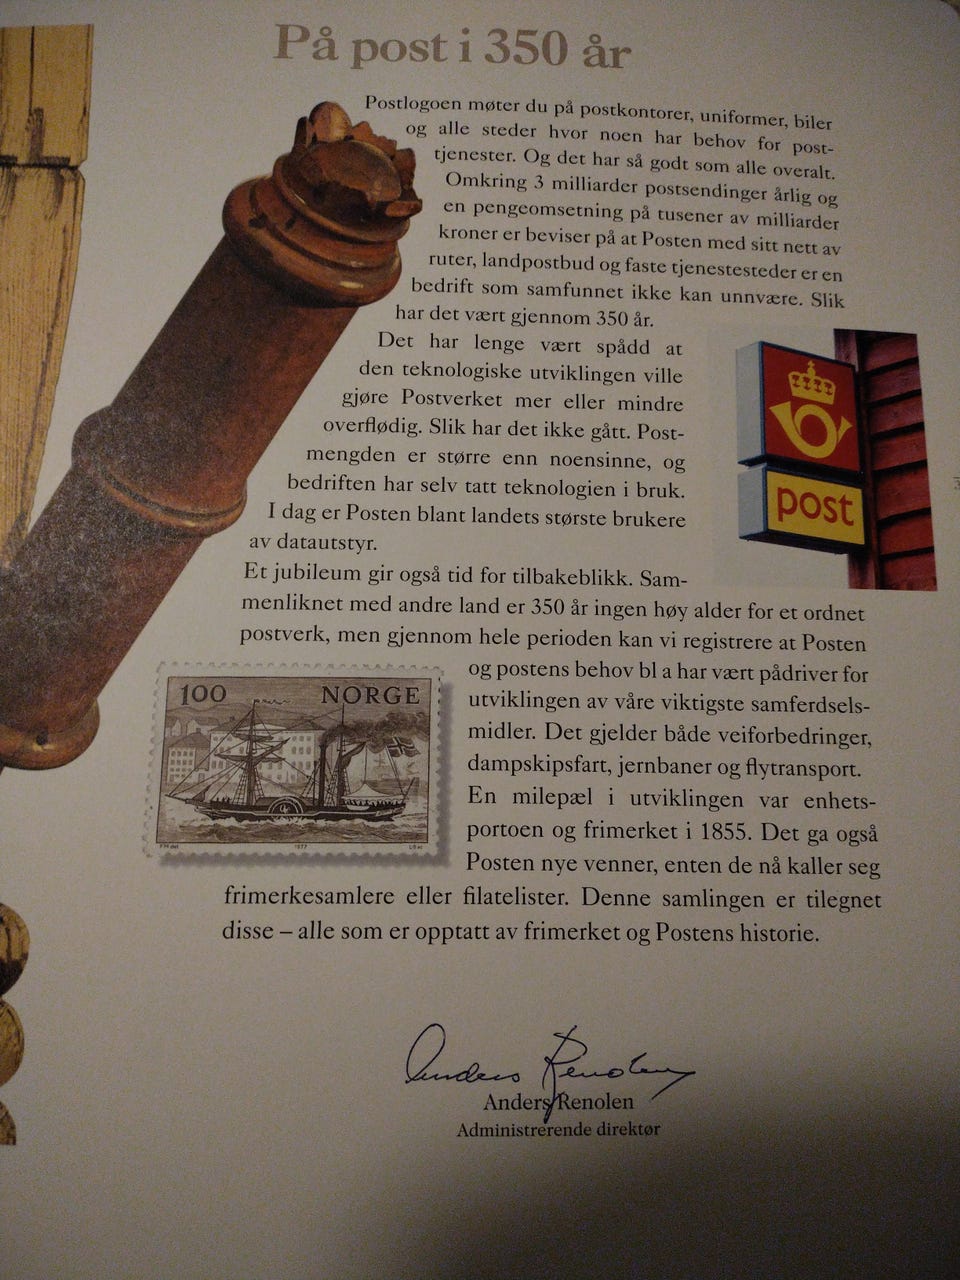 På post i 350 år
Postlogoen møter du på postkontorer, uniformer, biler
og alle steder hvor noen har behov for post-
tjenester. Og det har så godt som alle overalt.
Omkring 3 milliarder postsendinger årlig og
en pengeomsetning på tusener av milliarder
kroner er beviser på at Posten med sitt nett av
ruter, landpostbud og faste tjenestesteder er en
bedrift som samfunnet ikke kan unnvære. Slik
har det vært gjennom 350 år.
Det har lenge vært spådd at
den teknologiske utviklingen ville
gjøre Postverket mer eller mindre
overflødig. Slik har det ikke gått. Post-
mengden er større enn noensinne, og
bedriften har selv tatt teknologien i bruk.
I dag er Posten blant landets største brukere
av datautstyr.
post
Et jubileum gir også tid for tilbakeblikk. Sam-
menliknet med andre land er 350 år ingen høy alder for et ordnet
postverk, men gjennom hele perioden kan vi registrere at Posten
og postens behov bl a har vært pådriver for
utviklingen av våre viktigste samferdsels-
midler. Det gjelder både veiforbedringer,
dampskipsfart, jernbaner og flytransport.
En milepæl i utviklingen var enhets-
portoen og frimerket i 1855. Det ga også
Posten nye venner, enten de nå kaller seg
frimerkesamlere eller filatelister. Denne samlingen er tilegnet
disse – alle som er opptatt av frimerket og Postens historie.
100 NORGE
1977
Anders Renolen
Anders Renolen
Administrerende direktør